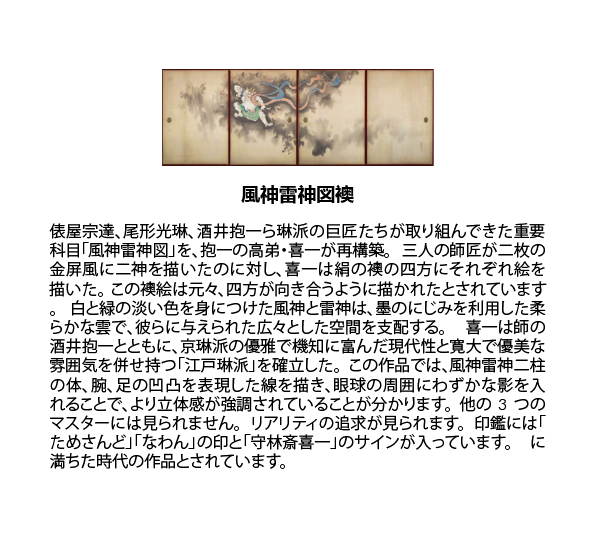 風神雷神図襖
俵屋宗達、尾形光琳、酒井抱一ら琳派の巨匠たちが取り組んできた重要
科目「風神雷神図」を、抱一の高弟・喜一が再構築。 三人の師匠が二枚の
金屏風に二神を描いたのに対し、喜一は絹の襖の四方にそれぞれ絵を
描いた。 この襖絵は元々、四方が向き合うように描かれたとされています
。 白と緑の淡い色を身につけた風神と雷神は、墨のにじみを利用した柔
らかな雲で、彼らに与えられた広々とした空間を支配する。 喜一は師の
酒井抱一とともに、京琳派の優雅で機知に富んだ現代性と寛大で優美な
雰囲気を併せ持つ「江戸琳派」を確立した。 この作品では、風神雷神二柱
の体、腕、足の凹凸を表現した線を描き、眼球の周囲にわずかな影を入
れることで、より立体感が強調されていることが分かります。 他の 3 つの
マスターには見られません。 リアリティの追求が見られます。 印鑑には「
ためさんど」「なわん」の印と「守林斎喜一」のサインが入っています。 に
満ちた時代の作品とされています。